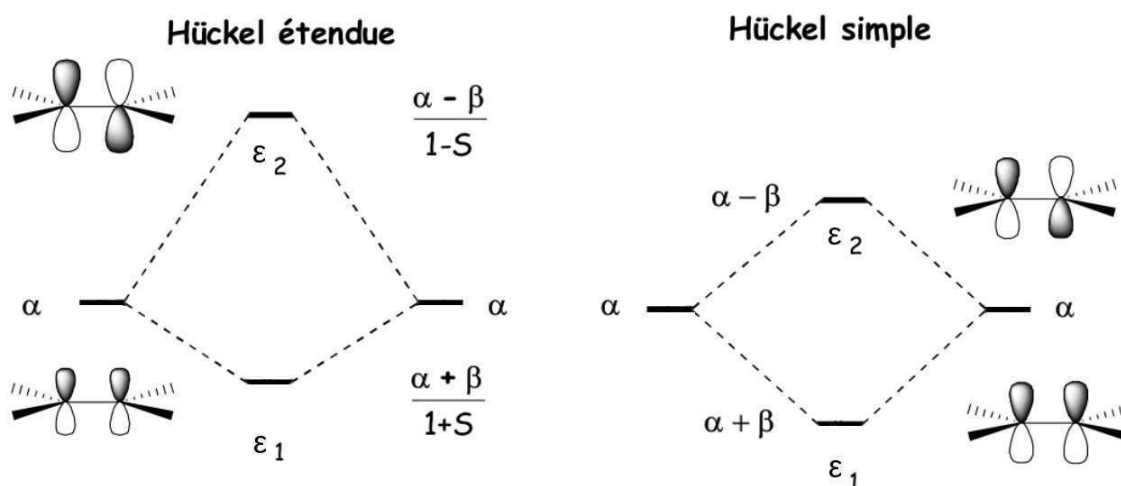 Hückel étendue
α - β
1-S
ε 2
α
α
α + β
1+S
ε 1
Hückel simple
α – β
ε 2
α
α
α + β
ε 1